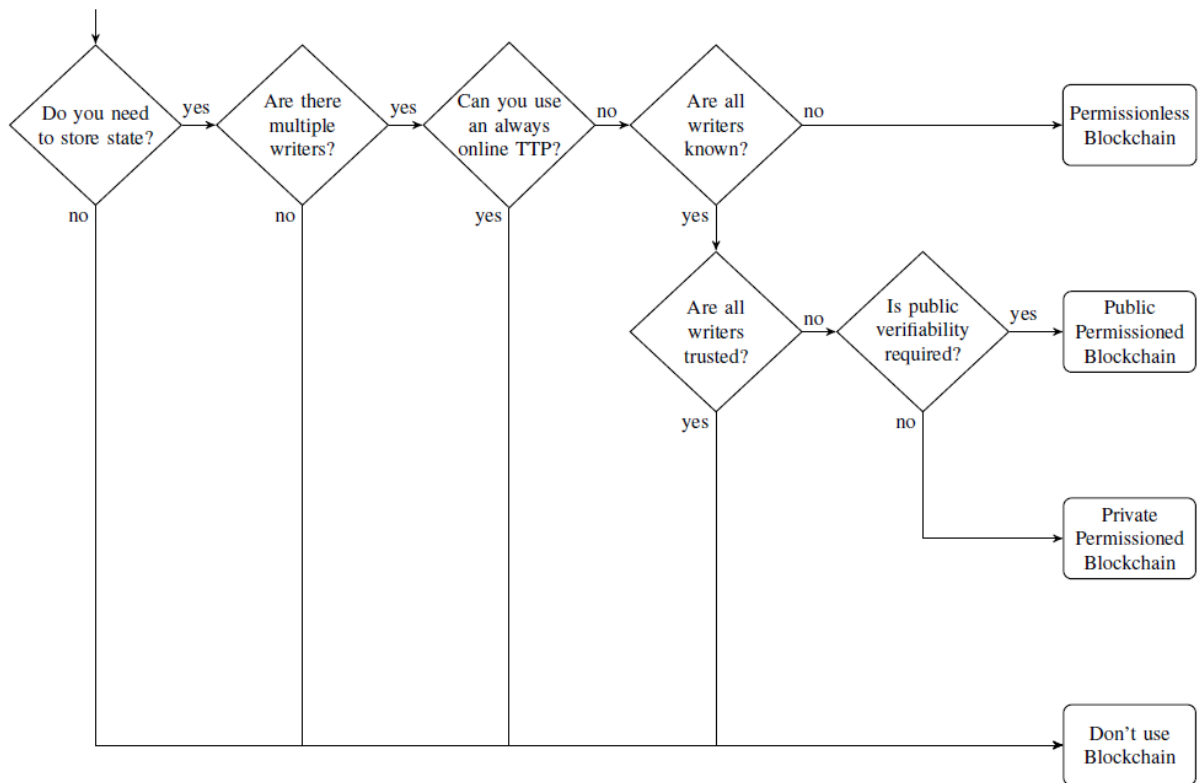 Do you need
to store state?
yes
no
Are there
multiple
writers?
yes
no
Can you use
an always
online TTP?
no
yes
Are all
writers
known?
no
yes
Permissionless
Blockchain
Are all
writers
trusted?
no
yes
Is public
verifiability
required?
yes
no
Public
Permissioned
Blockchain
Private
Permissioned
Blockchain
Don't use
Blockchain